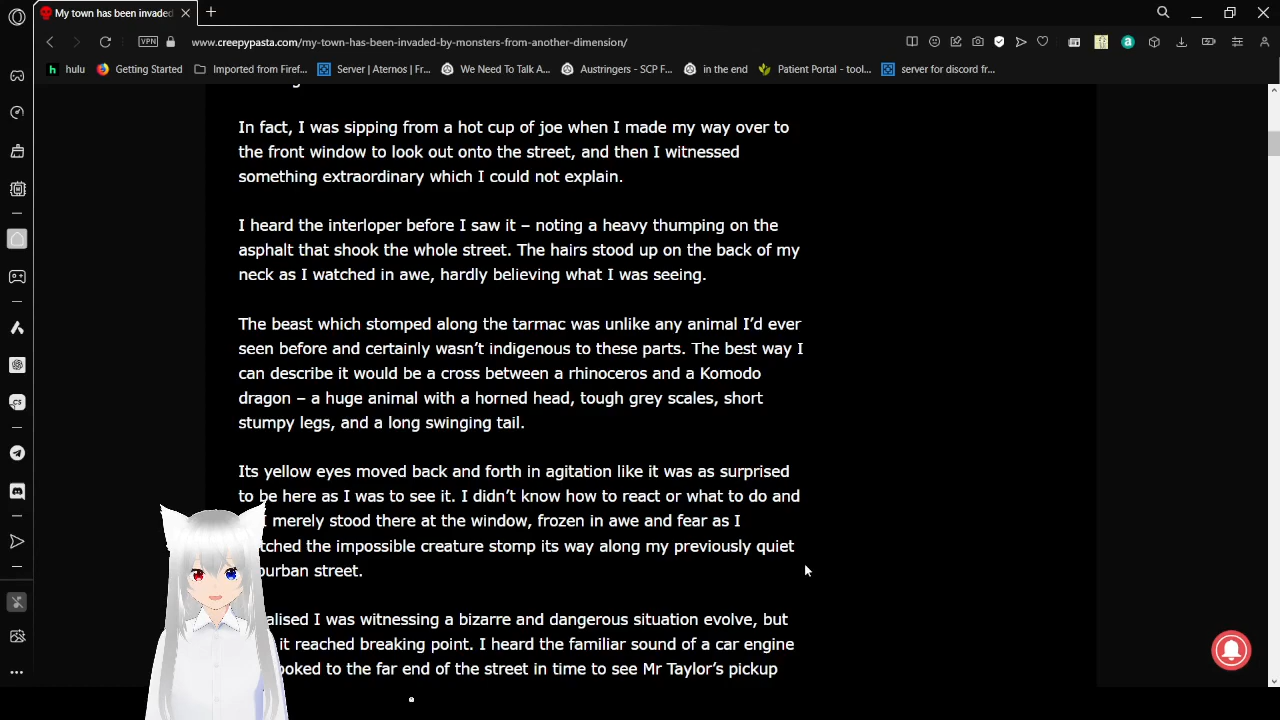 My town has been invaded
VPN
www.creepypasta.com/my-town-has-been-invaded-by-monsters-from-another-dimension/
hulu
Getting Started
Imported from Firef...
Server | Aternos | Fr...
We Need To Talk A...
Austringers - SCP F...
in the end
Patient Portal - tool...
server for discord fr...
In fact, I was sipping from a hot cup of joe when I made my way over to
the front window to look out onto the street, and then I witnessed
something extraordinary which I could not explain.
I heard the interloper before I saw it – noting a heavy thumping on the
asphalt that shook the whole street. The hairs stood up on the back of my
neck as I watched in awe, hardly believing what I was seeing.
The beast which stomped along the tarmac was unlike any animal I'd ever
seen before and certainly wasn't indigenous to these parts. The best way I
can describe it would be a cross between a rhinoceros and a Komodo
dragon – a huge animal with a horned head, tough grey scales, short
stumpy legs, and a long swinging tail.
Its yellow eyes moved back and forth in agitation like it was as surprised
to be here as I was to see it. I didn't know how to react or what to do and
I merely stood there at the window, frozen in awe and fear as I
tched the impossible creature stomp its way along my previously quiet
ourban street.
alised I was witnessing a bizarre and dangerous situation evolve, but
it reached breaking point. I heard the familiar sound of a car engine
ooked to the far end of the street in time to see Mr Taylor's pickup